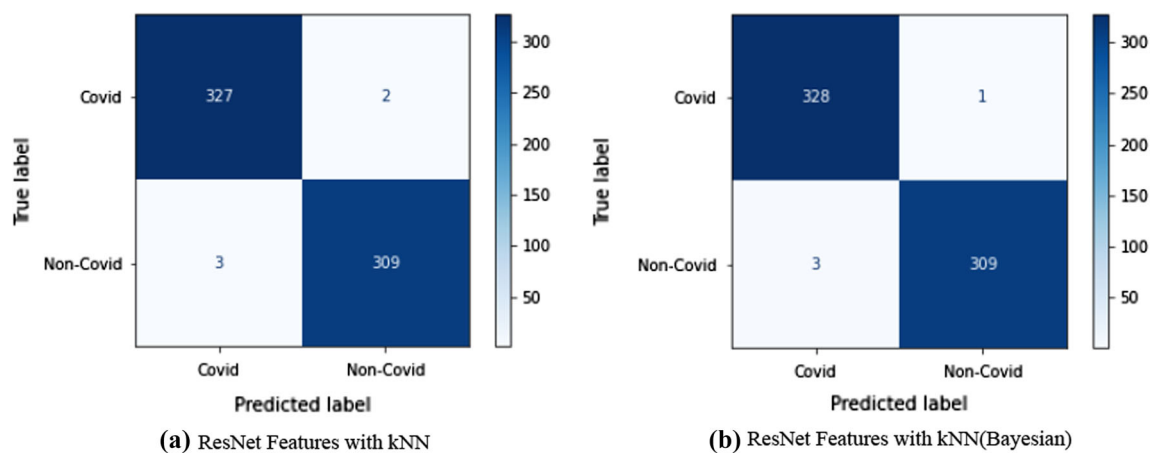 300
250
200
150
100
50
Covid
Non-Covid
True label
327
2
3
309
Covid
Non-Covid
Predicted label
(a) ResNet Features with kNN
300
250
200
150
100
50
Covid
Non-Covid
True label
328
1
3
309
Covid
Non-Covid
Predicted label
(b) ResNet Features with kNN(Bayesian)